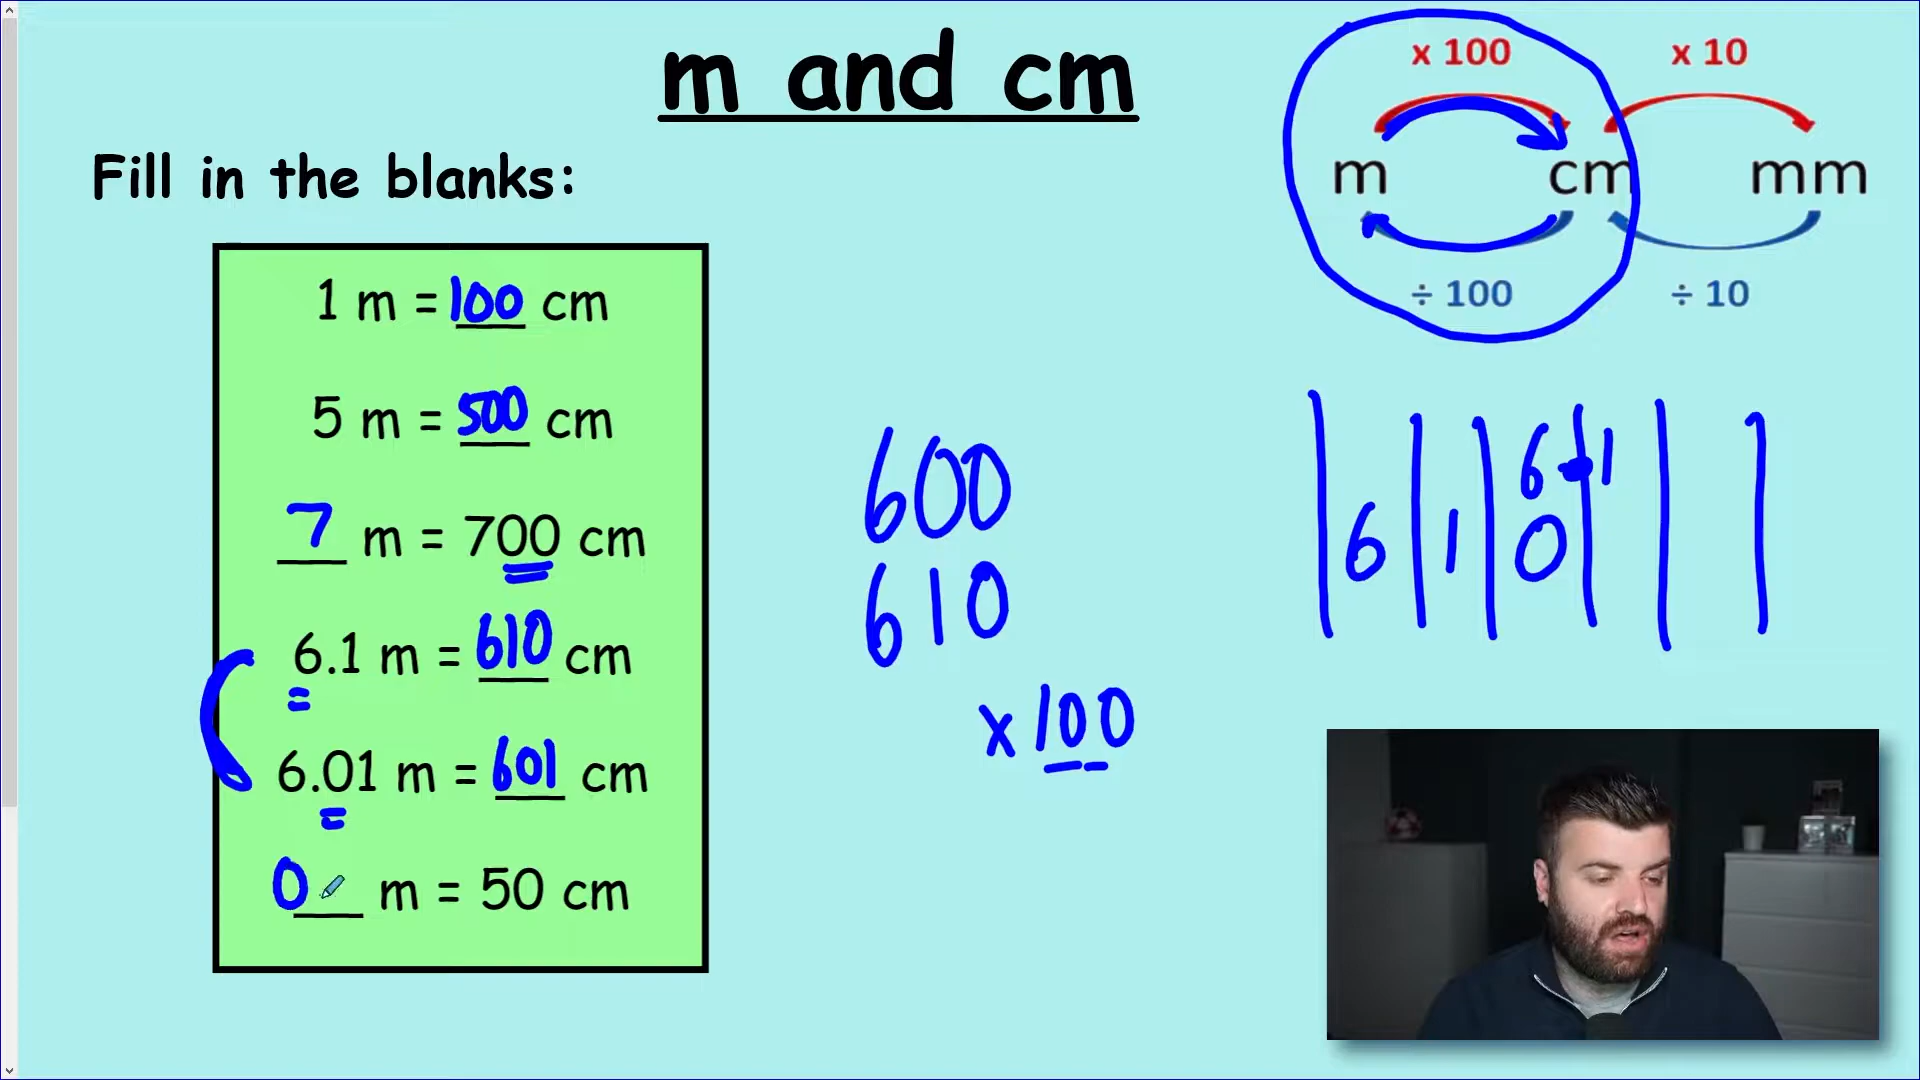 m and cm
Fill in the blanks:
1 m = 100 cm
5 m = 500 cm
7 m = 700 cm
6.1 m = 610 cm
6.01 m = 601 cm
0 m = 50 cm
600
610
x 100
x 100 x 10
m cm mm
÷ 100 ÷ 10
6.1
6 1 0